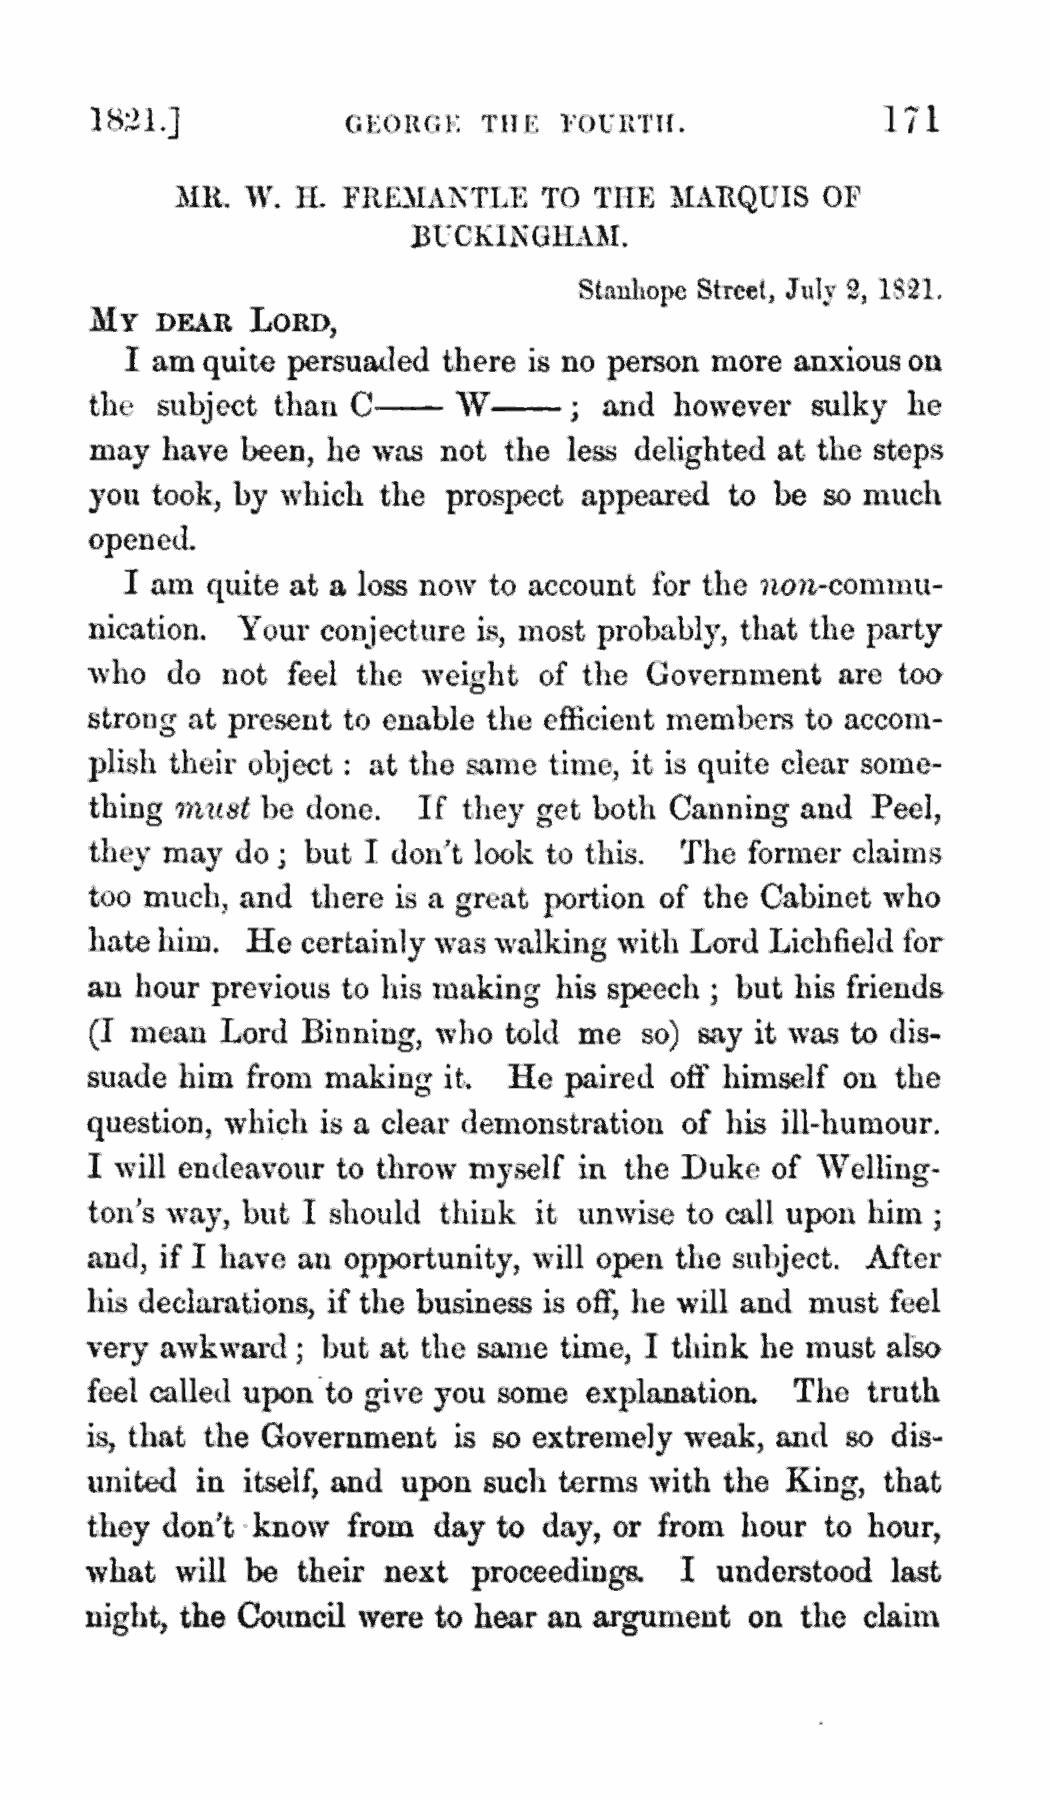 1821.] GEORGE THE FOURTH. 171
MR. W. H. FREMANTLE TO THE MARQUIS OF
BUCKINGHAM.
Stanhope Street, July 2, 1821.
MY DEAR LORD,
I am quite persuaded there is no person more anxious on
the subject than C—— W——; and however sulky he
may have been, he was not the less delighted at the steps
you took, by which the prospect appeared to be so much
opened.
I am quite at a loss now to account for the non-commu-
nication. Your conjecture is, most probably, that the party
who do not feel the weight of the Government are too
strong at present to enable the efficient members to accom-
plish their object : at the same time, it is quite clear some-
thing must be done. If they get both Canning and Peel,
they may do ; but I don't look to this. The former claims
too much, and there is a great portion of the Cabinet who
hate him. He certainly was walking with Lord Lichfield for
an hour previous to his making his speech ; but his friends
(I mean Lord Binning, who told me so) say it was to dis-
suade him from making it. He paired off himself on the
question, which is a clear demonstration of his ill-humour.
I will endeavour to throw myself in the Duke of Welling-
ton's way, but I should think it unwise to call upon him ;
and, if I have an opportunity, will open the subject. After
his declarations, if the business is off, he will and must feel
very awkward ; but at the same time, I think he must also
feel called upon to give you some explanation. The truth
is, that the Government is so extremely weak, and so dis-
united in itself, and upon such terms with the King, that
they don't know from day to day, or from hour to hour,
what will be their next proceedings. I understood last
night, the Council were to hear an argument on the claim